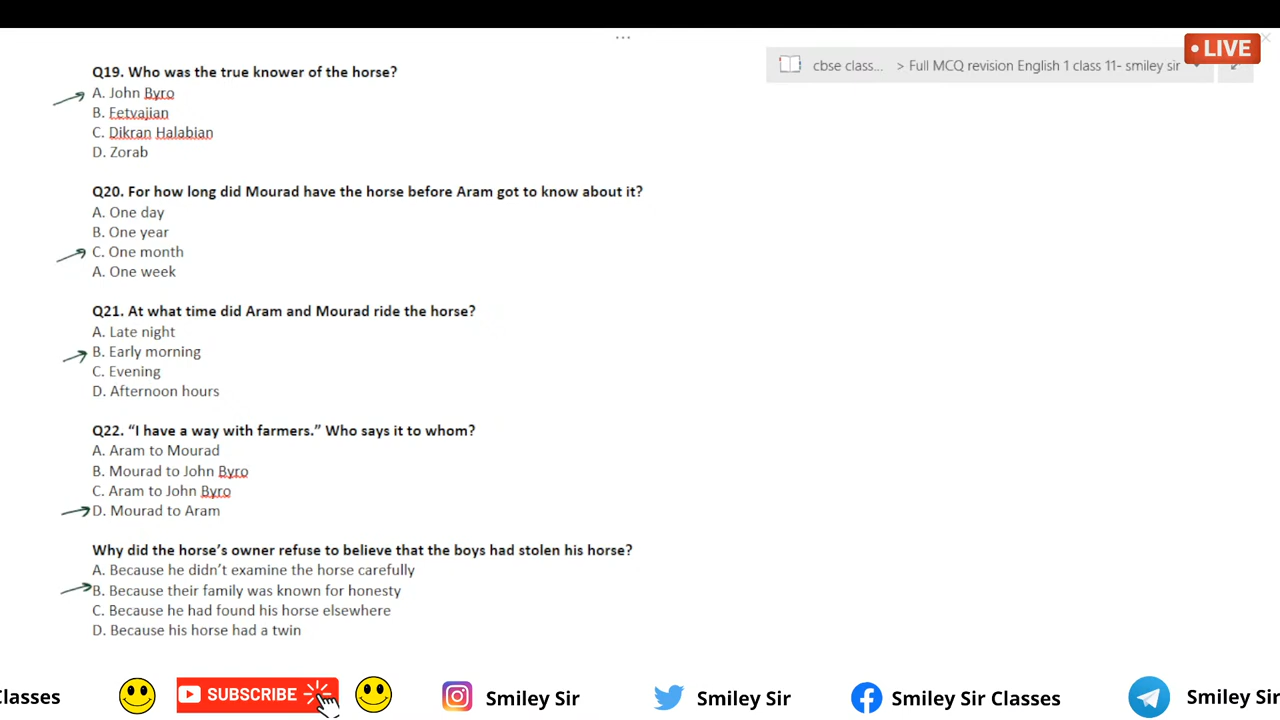 LIVE
cbse class... > Full MCQ revision English 1 class 11- smiley sir
Q19. Who was the true knower of the horse?
A. John Byro
B. Fetvajian
C. Dikran Halabian
D. Zorab
Q20. For how long did Mourad have the horse before Aram got to know about it?
A. One day
B. One year
C. One month
A. One week
Q21. At what time did Aram and Mourad ride the horse?
A. Late night
B. Early morning
C. Evening
D. Afternoon hours
Q22. “I have a way with farmers.” Who says it to whom?
A. Aram to Mourad
B. Mourad to John Byro
C. Aram to John Byro
D. Mourad to Aram
Why did the horse’s owner refuse to believe that the boys had stolen his horse?
A. Because he didn’t examine the horse carefully
B. Because their family was known for honesty
C. Because he had found his horse elsewhere
D. Because his horse had a twin
Classes SUBSCRIBE Smiley Sir Smiley Sir Smiley Sir Classes Smiley Si